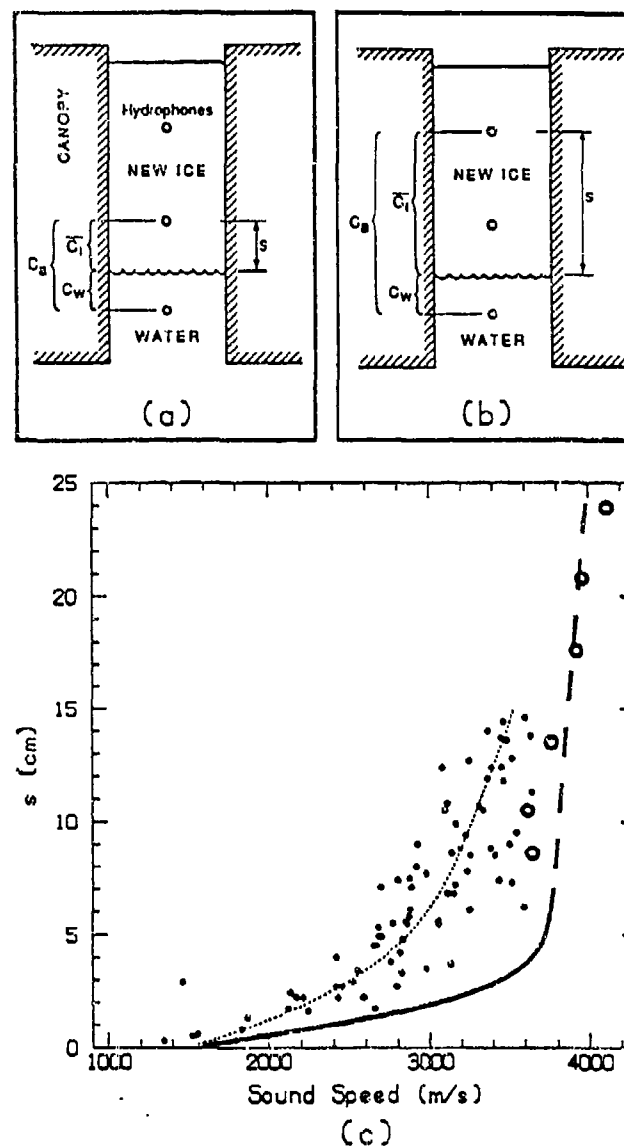 CANOPY
Hydrophones
NEW ICE
Ca
C̄i
Cw
S
WATER
(a)
NEW ICE
Ca
C̄i
Cw
S
WATER
(b)
25
20
15
10
5
0
s (cm)
1000 2000 3000 4000
Sound Speed (m/s)
(c)